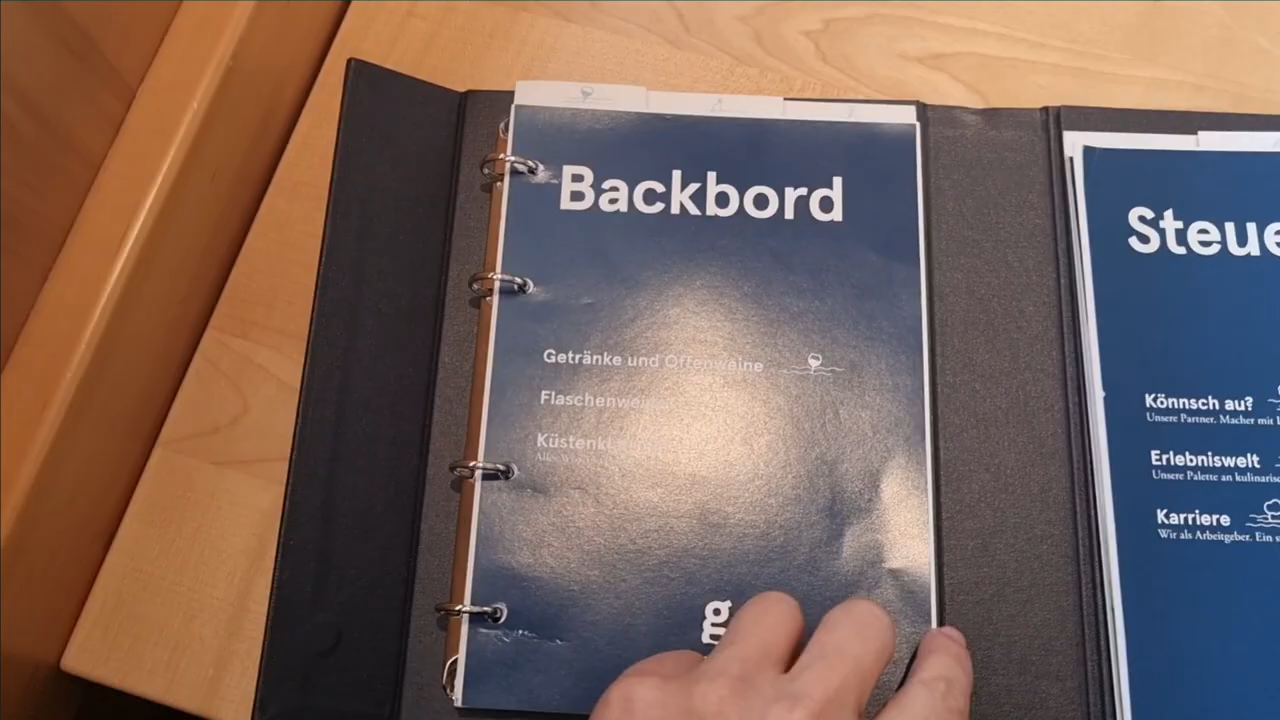 Backbord
Getränke und Offenweine
Flaschenweine
g
Steue
Könnsch au?
Unsere Partner. Macher mit
Erlebniswelt
Unsere Palette an kulinaris
Karriere
Wir als Arbeitgeber. Ein